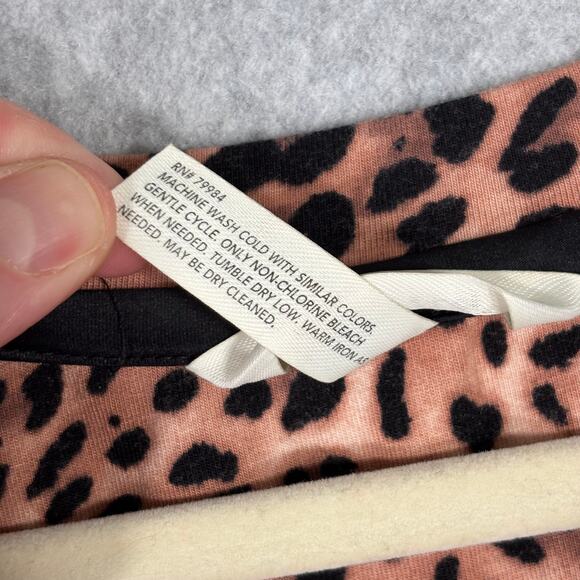 RN# 79984
MACHINE WASH COLD WITH SIMILAR COLORS.
GENTLE CYCLE. ONLY NON-CHLORINE BLEACH
WHEN NEEDED. TUMBLE DRY LOW. WARM IRON AS
NEEDED. MAY BE DRY CLEANED.